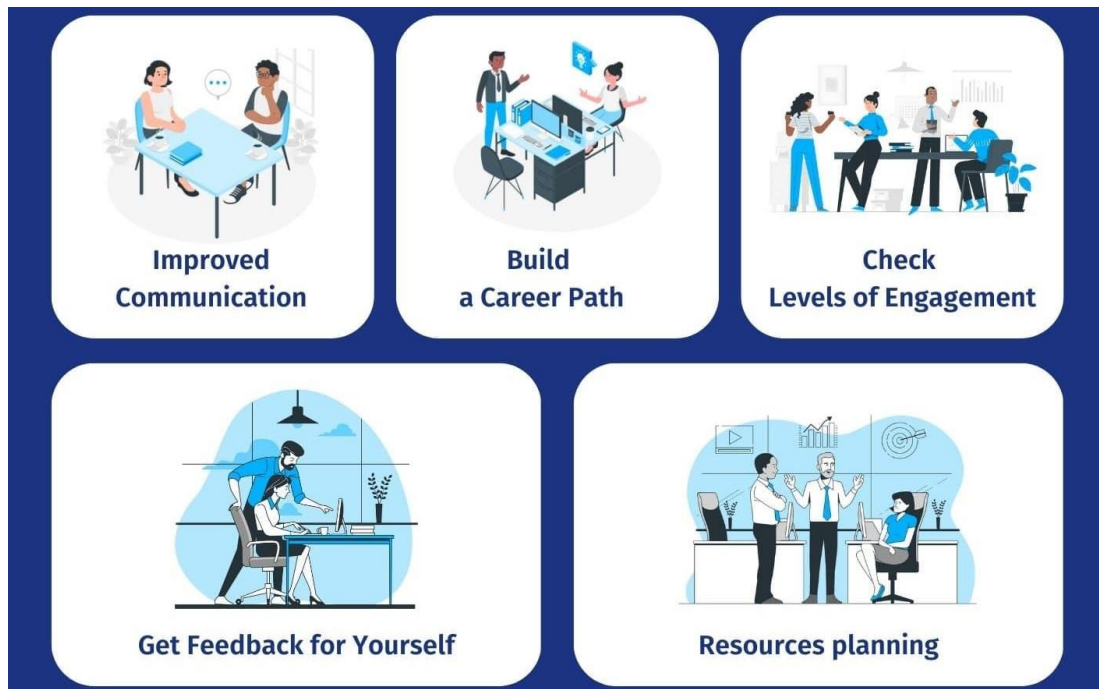 Improved
Communication
Build
a Career Path
Check
Levels of Engagement
Get Feedback for Yourself
Resources planning